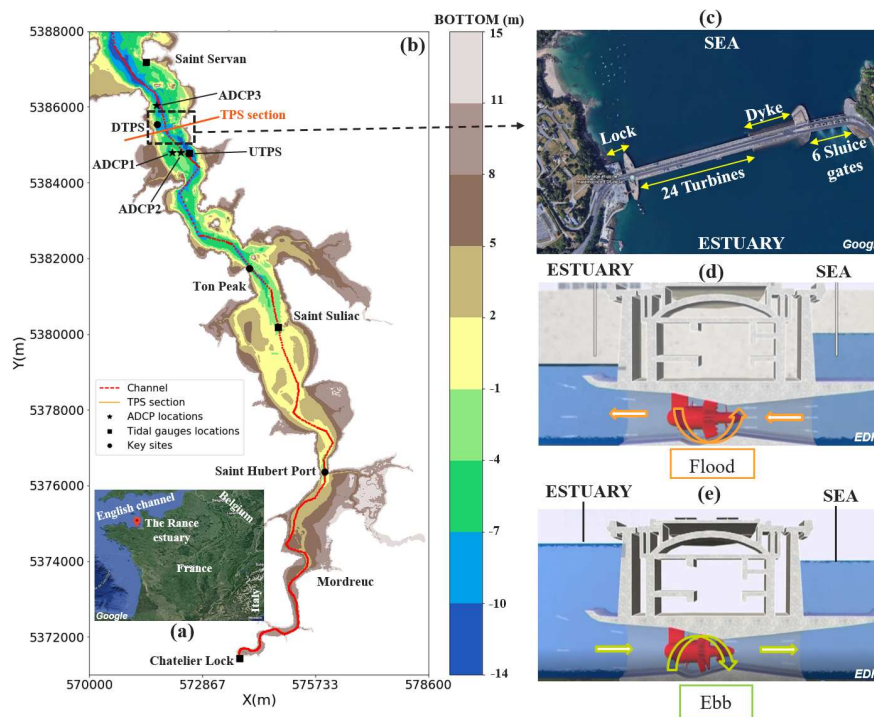 BOTTOM (m)
(b)
5388000
5386000
5384000
5382000
5380000
5378000
5376000
5374000
5372000
Y(m)
570000
572867
575733
578600
X(m)
Saint Servan
ADCP3
TPS section
DTPS
ADCP1
UTPS
ADCP2
Ton Peak
Saint Suliac
Saint Hubert Port
Mordreuc
Chatelier Lock
Channel
TPS section
ADCP locations
Tidal gauges locations
Key sites
English channel
Belgium
The Rance
estuary
France
Italy
Google
(a)
15
11
8
5
2
-1
-4
-7
-10
-14
(c)
SEA
Lock
Dyke
24 Turbines
6 Sluice
gates
ESTUARY
Goog
(d)
ESTUARY
SEA
EDI
Flood
(e)
ESTUARY
SEA
EDI
Ebb